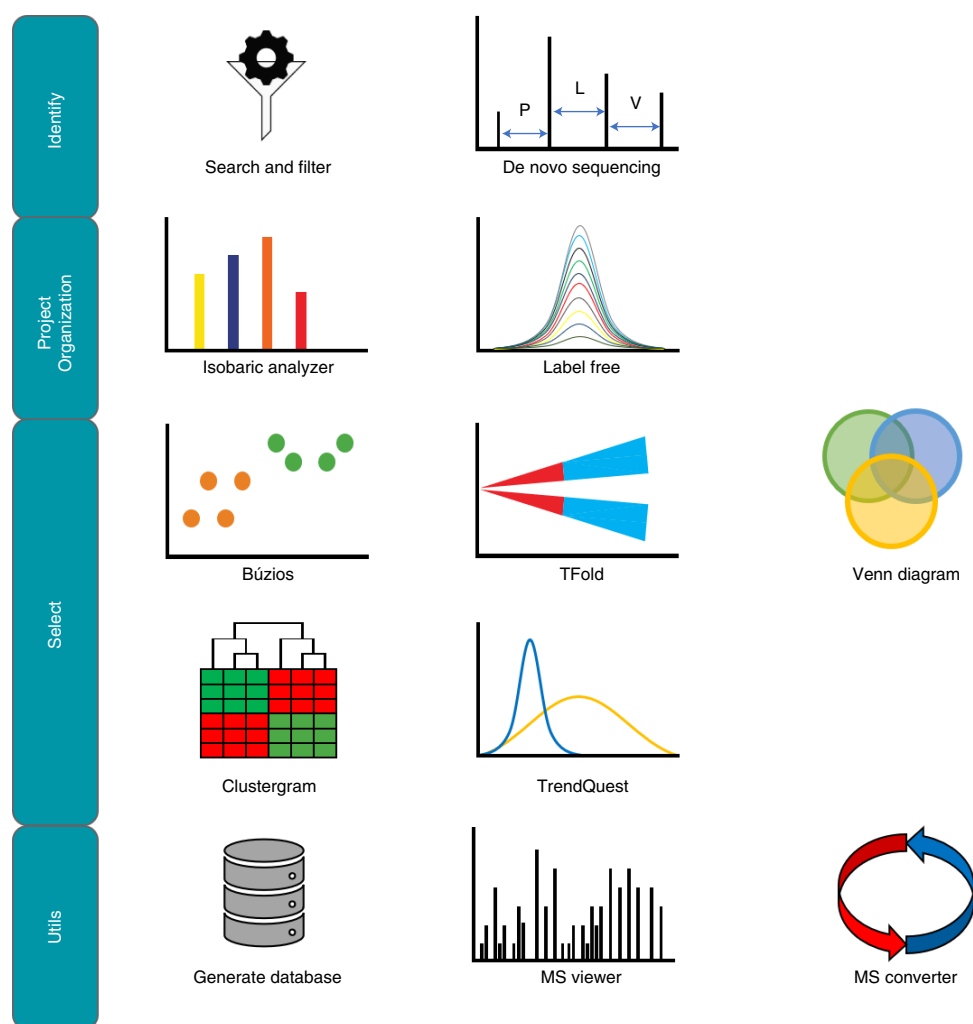 Identify
P
L
V
Search and filter
De novo sequencing
Project
Organization
Isobaric analyzer
Label free
Select
Búzios
TFold
Venn diagram
Clustergram
TrendQuest
Utils
Generate database
MS viewer
MS converter